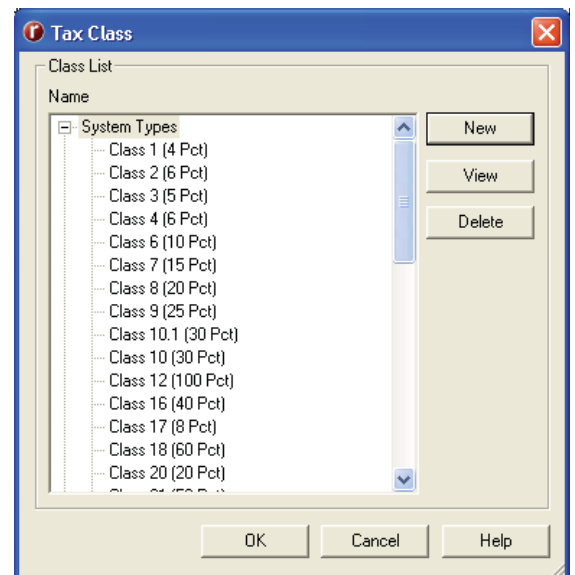 Tax Class
Class List
Name
System Types
Class 1 (4 Pct)
Class 2 (6 Pct)
Class 3 (5 Pct)
Class 4 (6 Pct)
Class 6 (10 Pct)
Class 7 (15 Pct)
Class 8 (20 Pct)
Class 9 (25 Pct)
Class 10.1 (30 Pct)
Class 10 (30 Pct)
Class 12 (100 Pct)
Class 16 (40 Pct)
Class 17 (8 Pct)
Class 18 (60 Pct)
Class 20 (20 Pct)
New
View
Delete
OK
Cancel
Help